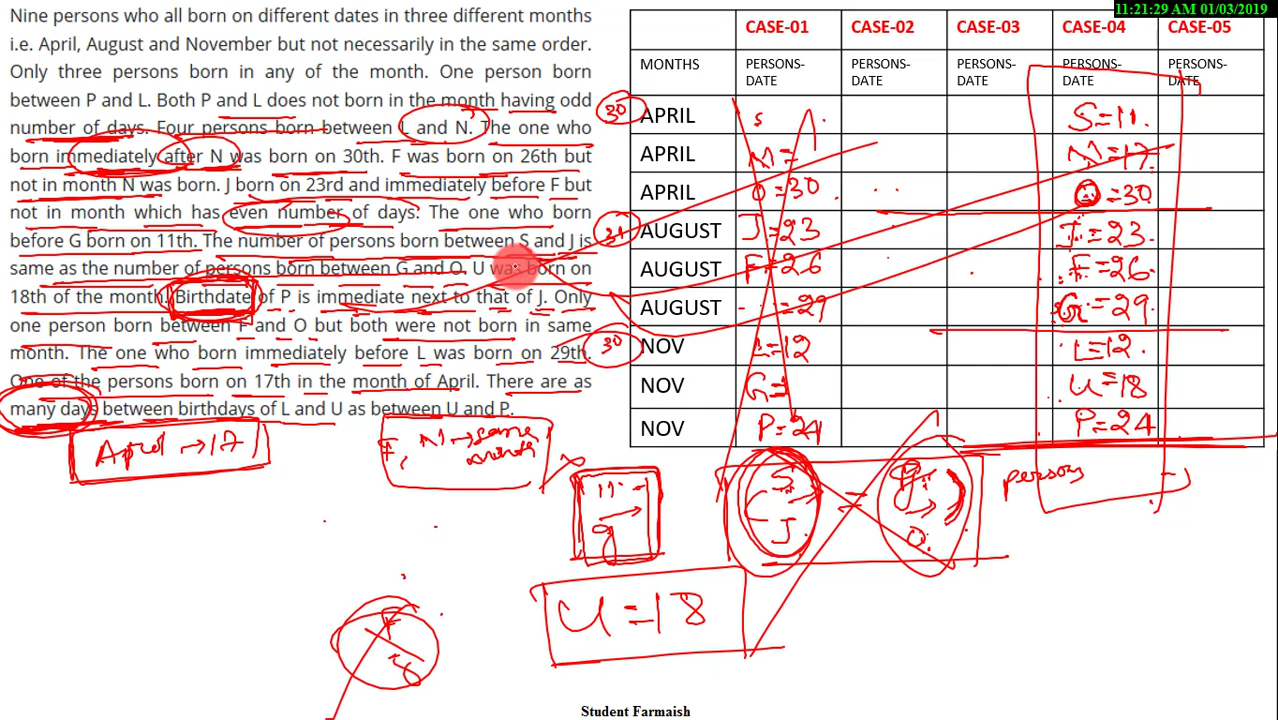 11:21:29 AM 01/03/2019
Nine persons who all born on different dates in three different months
i.e. April, August and November but not necessarily in the same order.
Only three persons born in any of the month. One person born
between P and L. Both P and L does not born in the month having odd
number of days. Four persons born between L and N. The one who
born immediately after N was born on 30th. F was born on 26th but
not in month N was born. J born on 23rd and immediately before F but
not in month which has even number of days. The one who born
before G born on 11th. The number of persons born between S and J is
same as the number of persons born between G and O. U was born on
18th of the month. Birthdate of P is immediate next to that of J. Only
one person born between F and O but both were not born in same
month. The one who born immediately before L was born on 29th.
One of the persons born on 17th in the month of April. There are as
many days between birthdays of L and U as between U and P.
CASE-01 CASE-02 CASE-03 CASE-04 CASE-05
MONTHS PERSONS-DATE PERSONS-DATE PERSONS-DATE PERSONS-DATE PERSONS-DATE
30 APRIL S S=11
APRIL N= N=17
APRIL O=30 O=30
31 AUGUST J=23 J=23
AUGUST F=26 F=26
AUGUST - =29 G=29
30 NOV L=12 L=12
NOV G= U=18
NOV P=24 P=24
April → 17
F, N → same
month
11
g
S
J
=
g
O
persons
U=18
F
Student Farmaish